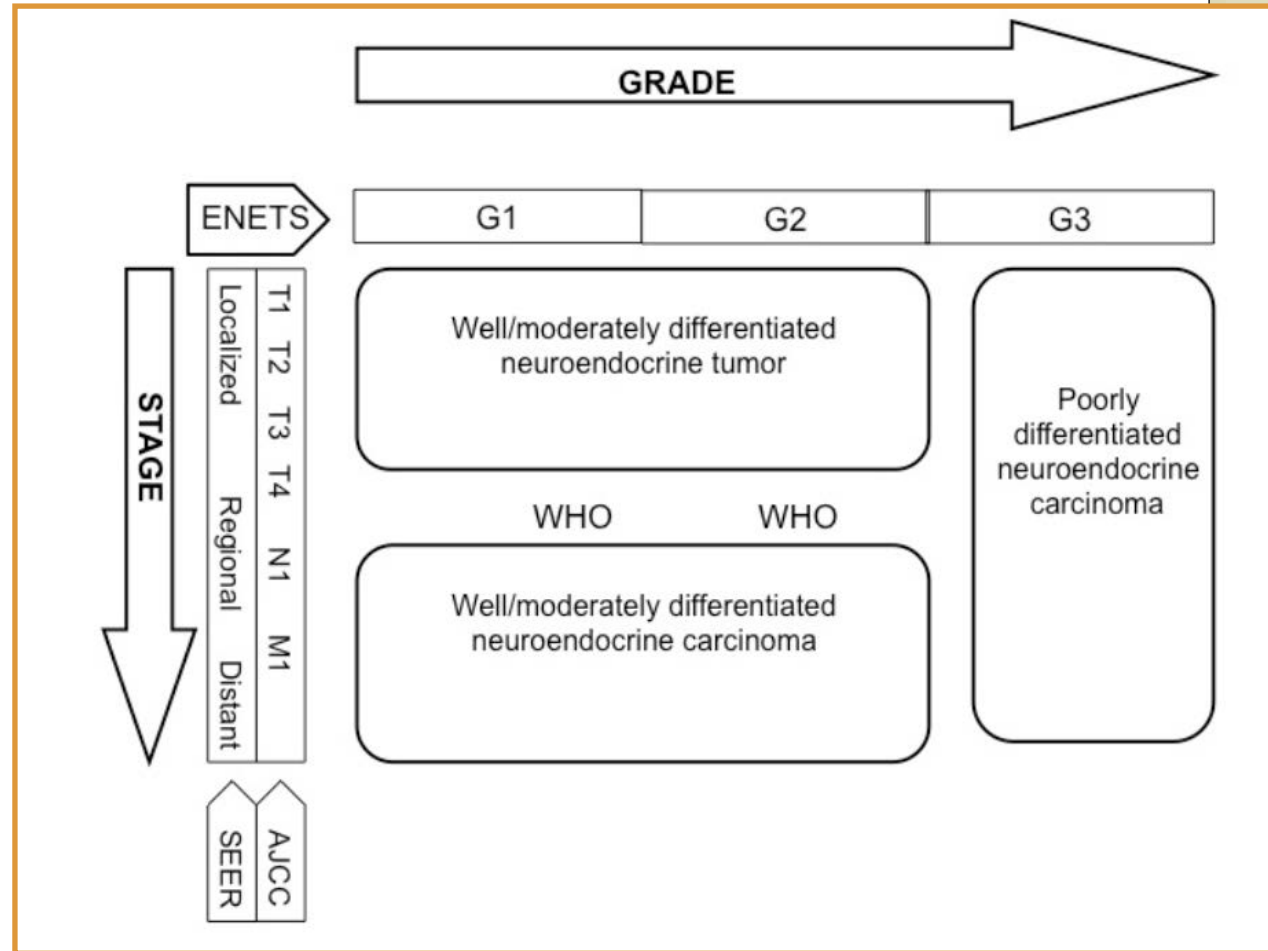 GRADE
ENETS
G1 G2 G3
STAGE
Localized Regional Distant
T1 T2 T3 T4 N1 M1
Well/moderately differentiated
neuroendocrine tumor
WHO WHO
Well/moderately differentiated
neuroendocrine carcinoma
Poorly
differentiated
neuroendocrine
carcinoma
SEER
AJCC